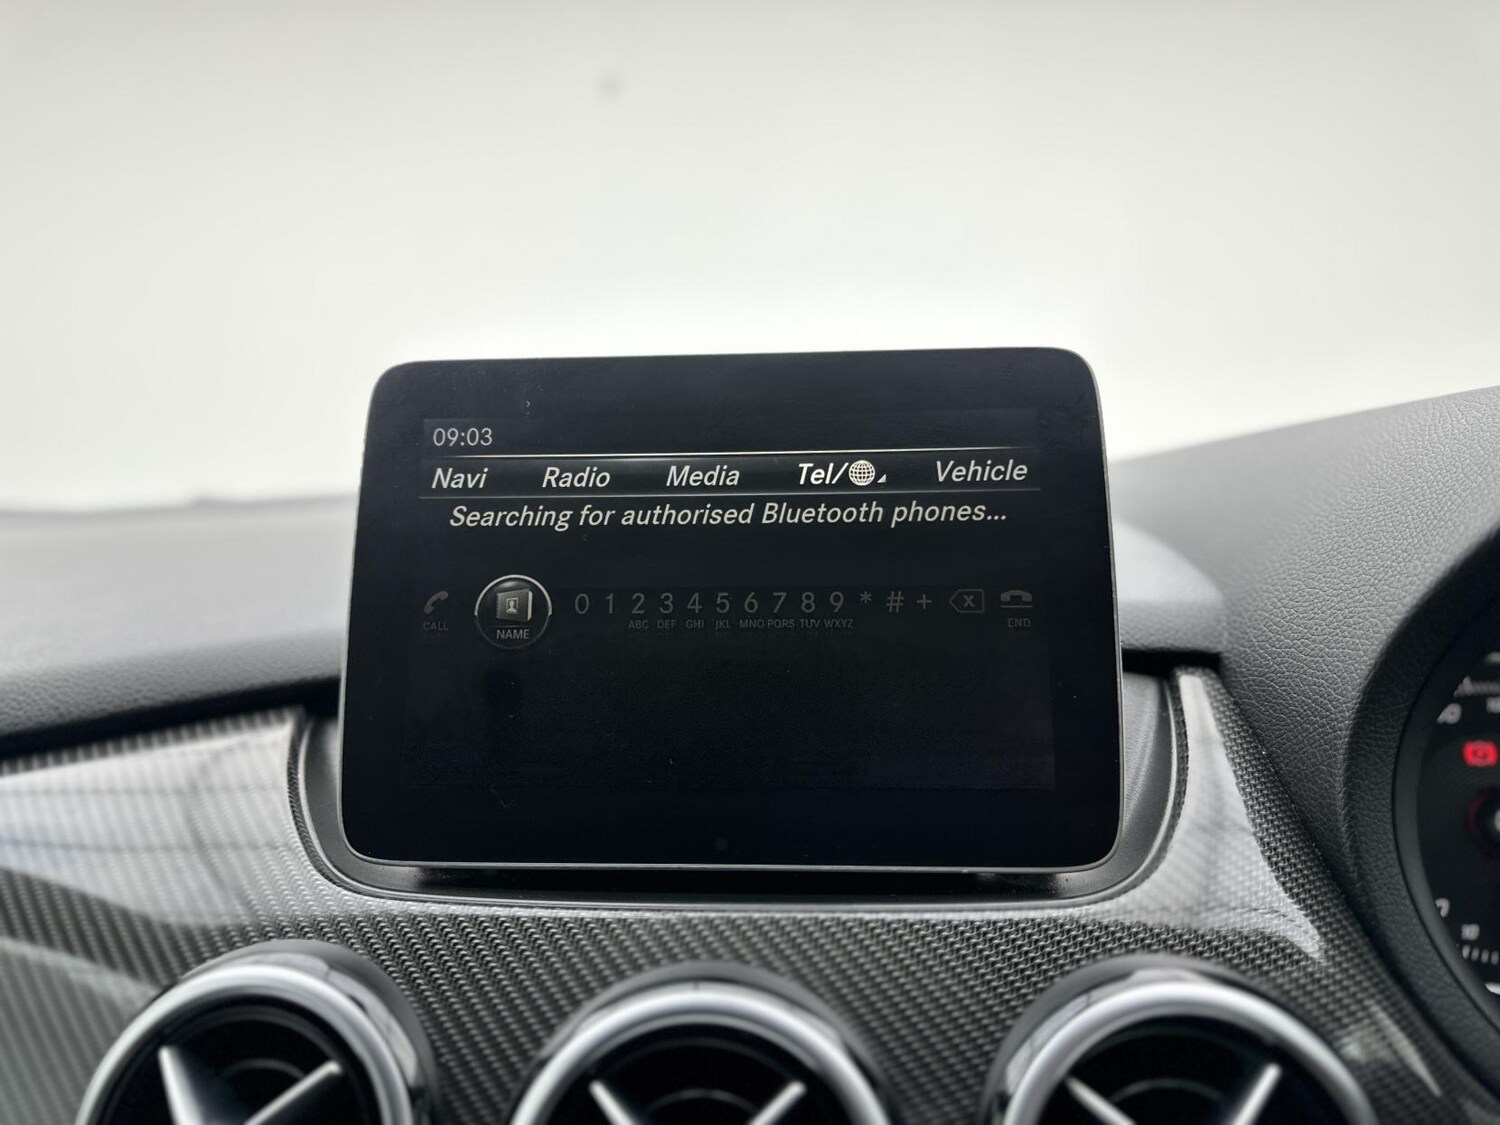 09:03
Navi Radio Media Tel/ Vehicle
Searching for authorised Bluetooth phones...
0 1 2 3 4 5 6 7 8 9 * # +
CALL NAME ABC DEF GHI JKL MNO PQRS TUV WXYZ END